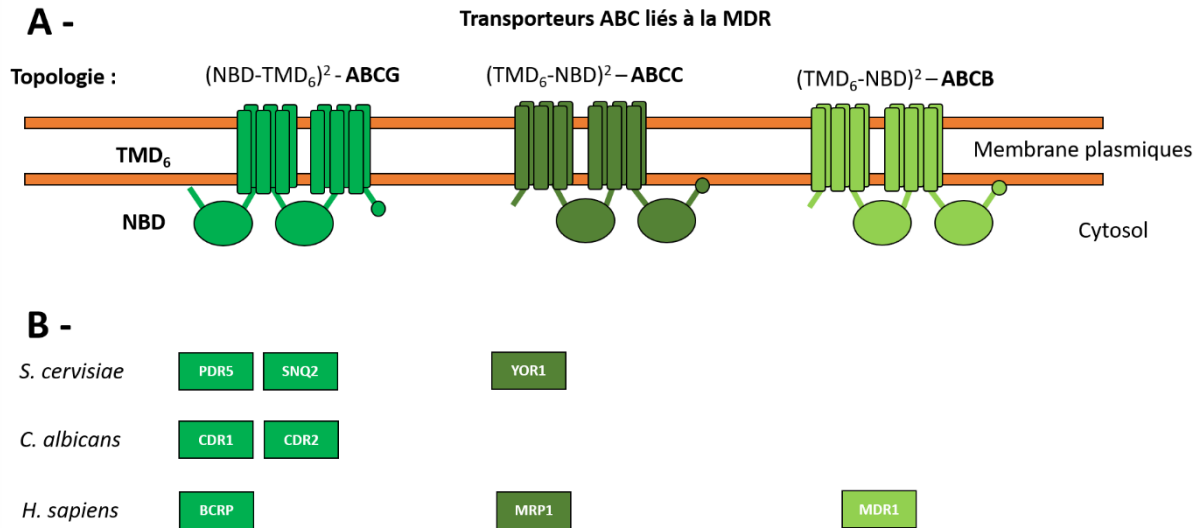 A -
Transporteurs ABC liés à la MDR
Topologie :
(NBD-TMD₆)² - ABCG
(TMD₆-NBD)² – ABCC
(TMD₆-NBD)² – ABCB
TMD₆
Membrane plasmiques
NBD
Cytosol
B -
S. cervisiae
PDR5
SNQ2
YOR1
C. albicans
CDR1
CDR2
H. sapiens
BCRP
MRP1
MDR1